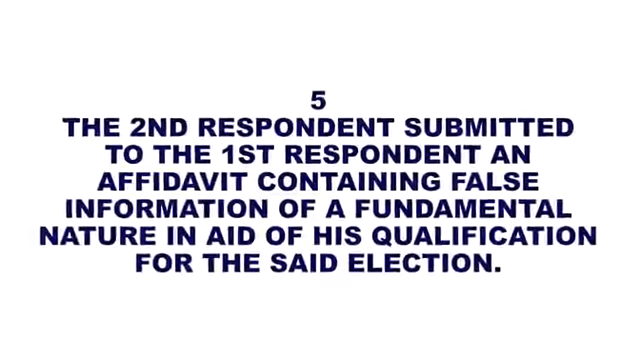 5
THE 2ND RESPONDENT SUBMITTED
TO THE 1ST RESPONDENT AN
AFFIDAVIT CONTAINING FALSE
INFORMATION OF A FUNDAMENTAL
NATURE IN AID OF HIS QUALIFICATION
FOR THE SAID ELECTION.